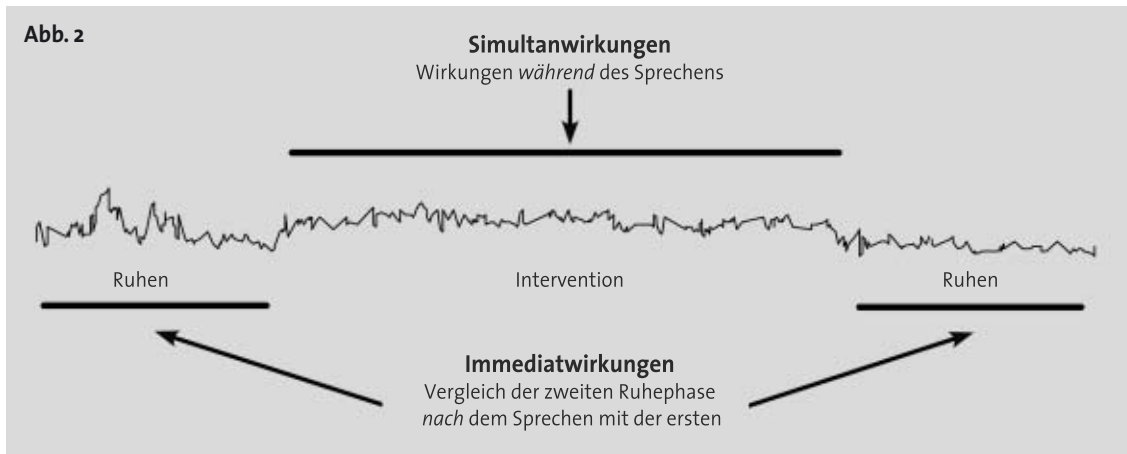 Abb. 2
Simultanwirkungen
Wirkungen während des Sprechens
Ruhen
Intervention
Ruhen
Immediatwirkungen
Vergleich der zweiten Ruhephase
nach dem Sprechen mit der ersten